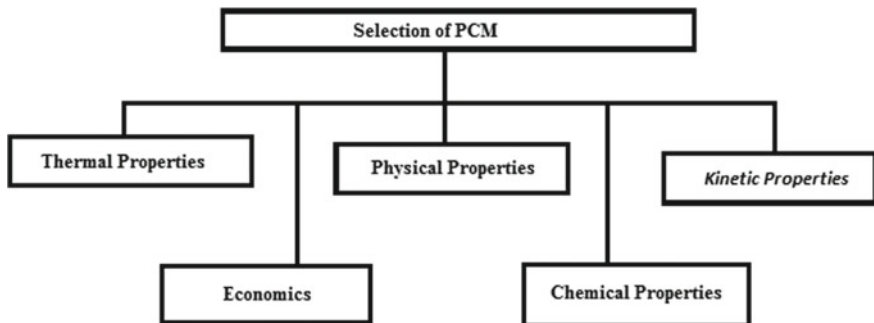 Selection of PCM
Thermal Properties
Physical Properties
Kinetic Properties
Economics
Chemical Properties